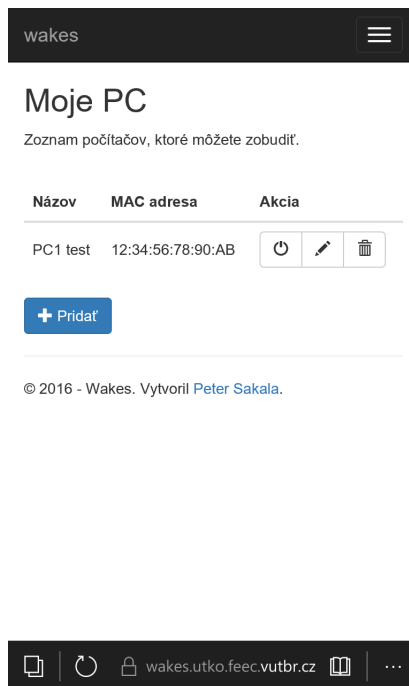 wakes
Moje PC
Zoznam počítačov, ktoré môžete zobudiť.
Názov MAC adresa Akcia
PC1 test 12:34:56:78:90:AB
Pridať
© 2016 - Wakes. Vytvoril Peter Sakala.
wakes.utko.feec.vutbr.cz